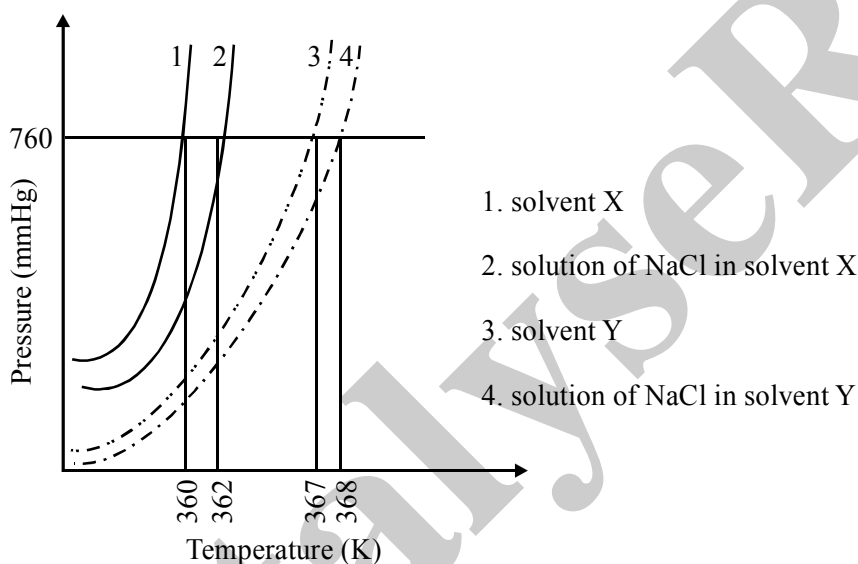 1 2 3 4
760
1. solvent X
2. solution of NaCl in solvent X
3. solvent Y
4. solution of NaCl in solvent Y
Pressure (mmHg)
360 362 367 368
Temperature (K)
alyseR